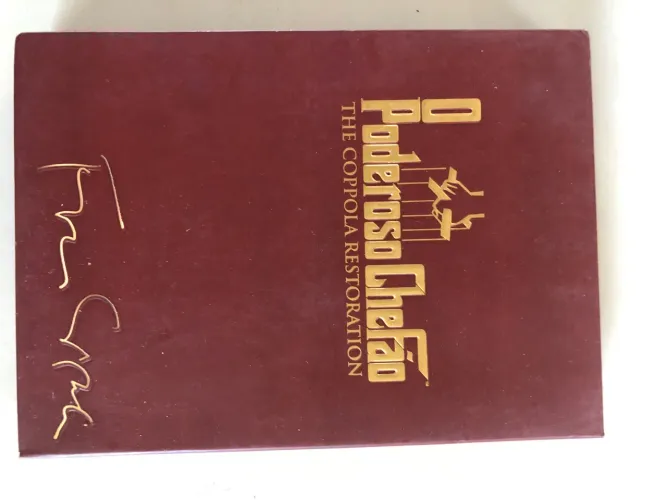 O
Poderoso Chefão
THE COPPOLA RESTORATION